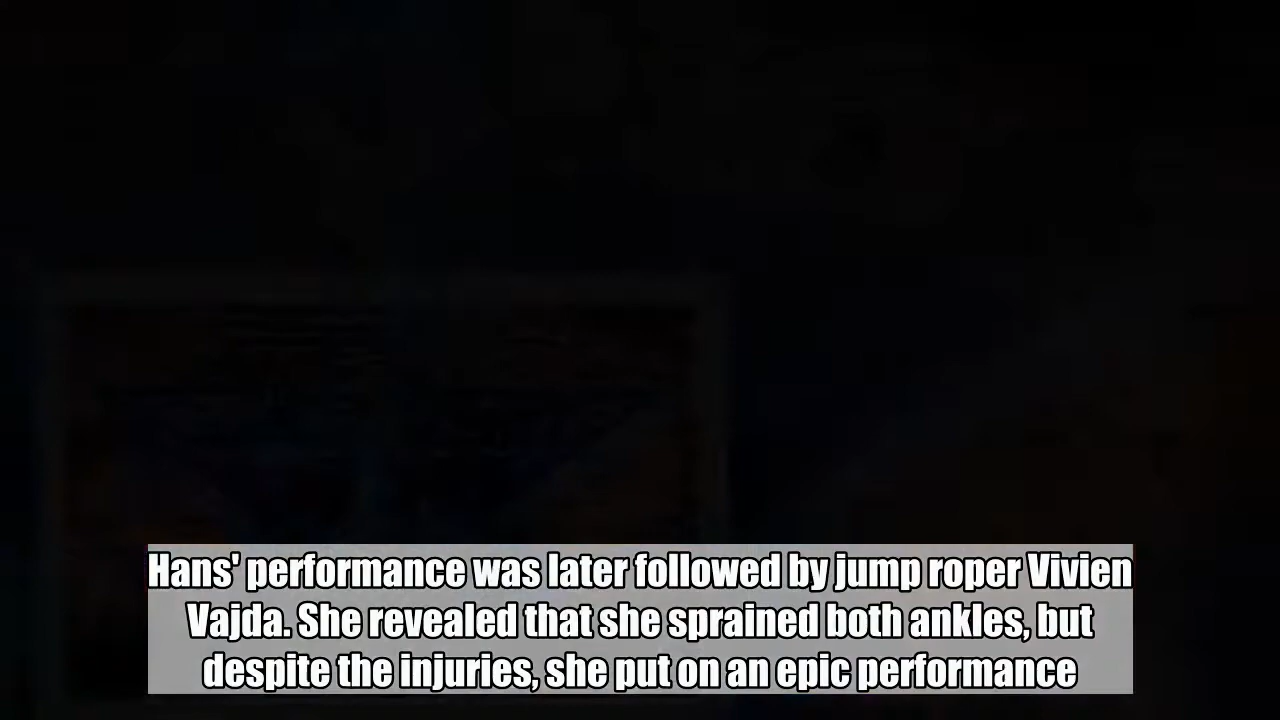 Hans' performance was later followed by jump roper Vivien
Vajda. She revealed that she sprained both ankles, but
despite the injuries, she put on an epic performance